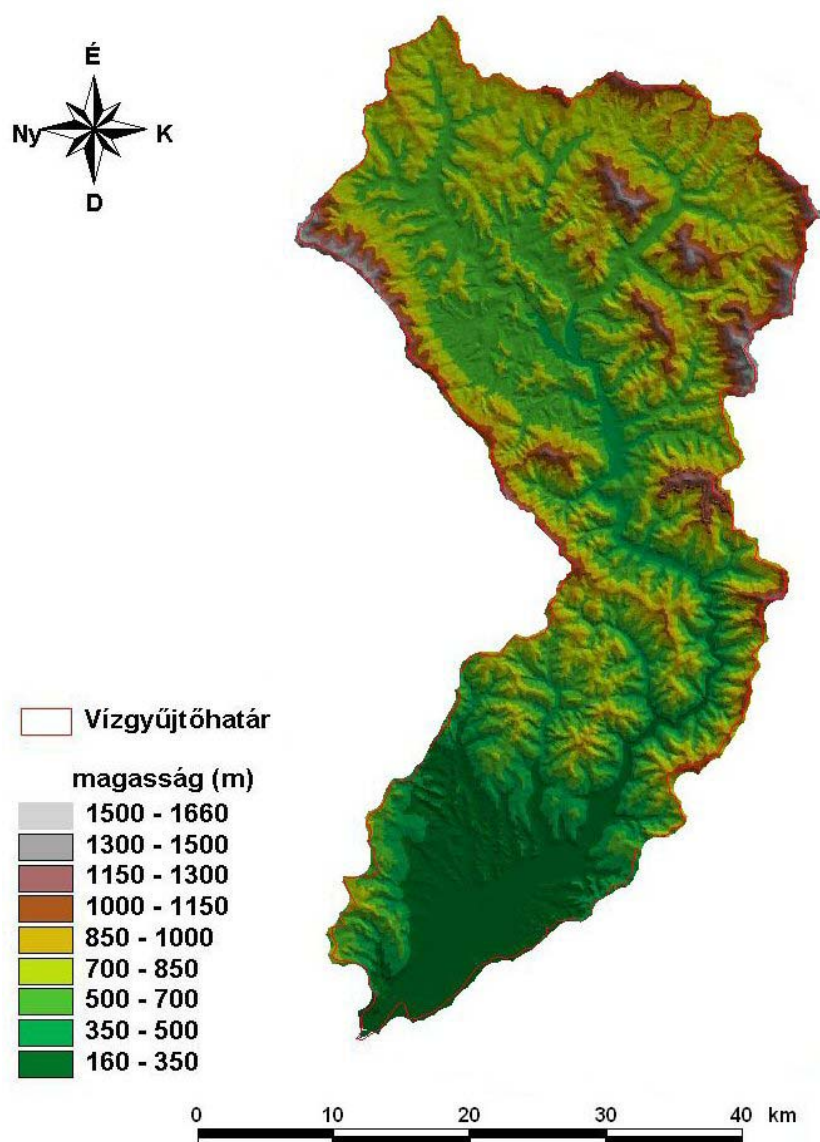 É
Ny K
D
Vízgyűjtőhatár
magasság (m)
1500 - 1660
1300 - 1500
1150 - 1300
1000 - 1150
850 - 1000
700 - 850
500 - 700
350 - 500
160 - 350
0 10 20 30 40 km